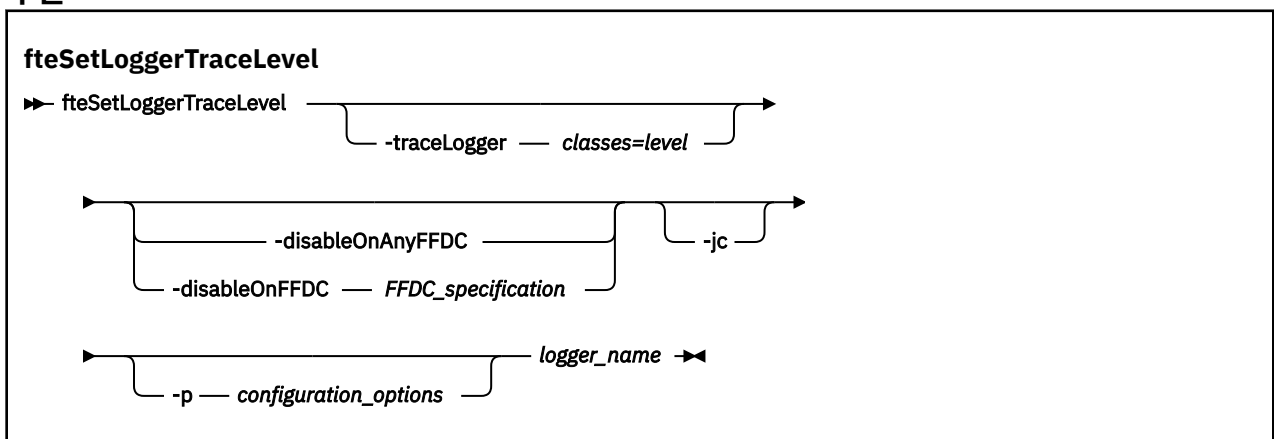 fteSetLoggerTraceLevel
fteSetLoggerTraceLevel
-traceLogger classes=level
-disableOnAnyFFDC
-jc
-disableOnFFDC FFDC_specification
logger_name
-p configuration_options